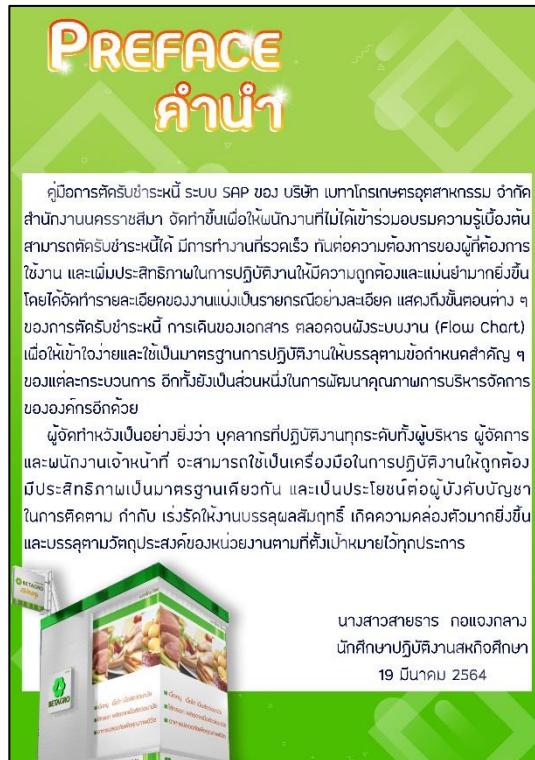 PREFACE
คำนำ
คู่มือการตัดรับชำระหนี้ ระบบ SAP ของ บริษัท เบทาโกรเกษตรอุตสาหกรรม จำกัด
สำนักงานนครราชสีมา จัดทำขึ้นเพื่อให้พนักงานที่ไม่ได้เข้าร่วมอบรมความรู้เบื้องต้น
สามารถตัดรับชำระหนี้ได้ มีการทำงานที่รวดเร็ว ทันต่อความต้องการของผู้ที่ต้องการ
ใช้งาน และเพิ่มประสิทธิภาพในการปฏิบัติงานให้มีความถูกต้องและแม่นยำมากยิ่งขึ้น
โดยได้จัดทำรายละเอียดของงานแบ่งเป็นรายกรณีอย่างละเอียด แสดงถึงขั้นตอนต่าง ๆ
ของการตัดรับชำระหนี้ การเดินของเอกสาร ตลอดจนผังระบบงาน (Flow Chart)
เพื่อให้เข้าใจง่ายและใช้เป็นมาตรฐานการปฏิบัติงานให้บรรลุตามข้อกำหนดสำคัญ ๆ
ของแต่ละกระบวนการ อีกทั้งยังเป็นส่วนหนึ่งในการพัฒนาคุณภาพการบริหารจัดการ
ขององค์กรอีกด้วย
ผู้จัดทำหวังเป็นอย่างยิ่งว่า บุคลากรที่ปฏิบัติงานทุกระดับทั้งผู้บริหาร ผู้จัดการ
และพนักงานเจ้าหน้าที่ จะสามารถใช้เป็นเครื่องมือในการปฏิบัติงานให้ถูกต้อง
มีประสิทธิภาพเป็นมาตรฐานเดียวกัน และเป็นประโยชน์ต่อผู้บังคับบัญชา
ในการติดตาม กำกับ เร่งรัดให้งานบรรลุผลสัมฤทธิ์ เกิดความคล่องตัวมากยิ่งขึ้น
และบรรลุตามวัตถุประสงค์ของหน่วยงานตามที่ตั้งเป้าหมายไว้ทุกประการ
นางสาวสายธาร กอแจงกลาง
นักศึกษาปฏิบัติงานสหกิจศึกษา
19 มีนาคม 2564
BETAGRO
BETAGRO